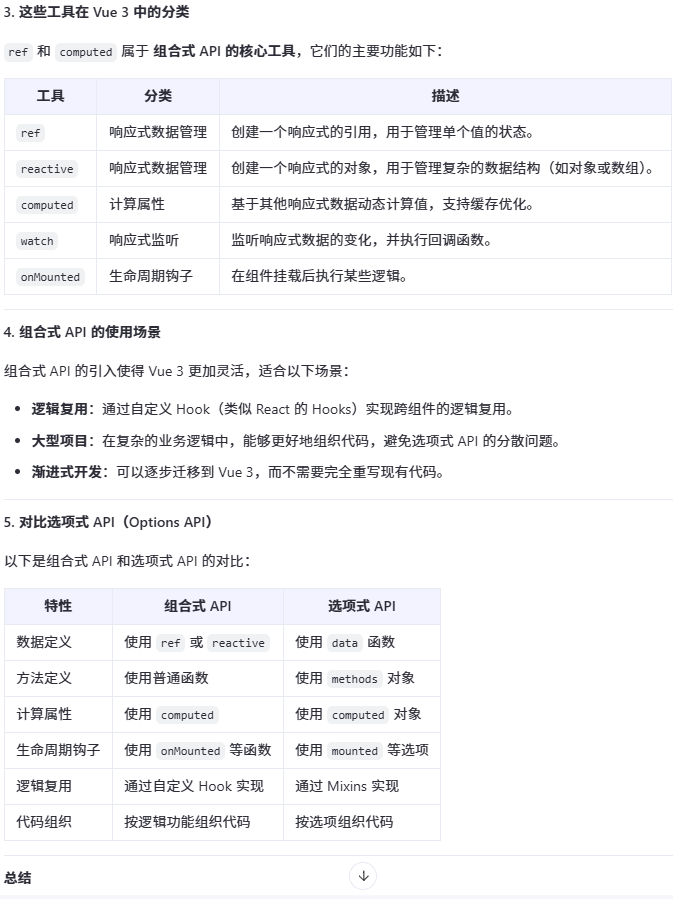 3. 这些工具在 Vue 3 中的分类
ref 和 computed 属于 组合式 API 的核心工具，它们的主要功能如下：
工具 分类 描述
ref 响应式数据管理 创建一个响应式的引用，用于管理单个值的状态。
reactive 响应式数据管理 创建一个响应式的对象，用于管理复杂的数据结构（如对象或数组）。
computed 计算属性 基于其他响应式数据动态计算值，支持缓存优化。
watch 响应式监听 监听响应式数据的变化，并执行回调函数。
onMounted 生命周期钩子 在组件挂载后执行某些逻辑。
4. 组合式 API 的使用场景
组合式 API 的引入使得 Vue 3 更加灵活，适合以下场景：
• 逻辑复用：通过自定义 Hook（类似 React 的 Hooks）实现跨组件的逻辑复用。
• 大型项目：在复杂的业务逻辑中，能够更好地组织代码，避免选项式 API 的分散问题。
• 渐进式开发：可以逐步迁移到 Vue 3，而不需要完全重写现有代码。
5. 对比选项式 API（Options API）
以下是组合式 API 和选项式 API 的对比：
特性 组合式 API 选项式 API
数据定义 使用 ref 或 reactive 使用 data 函数
方法定义 使用普通函数 使用 methods 对象
计算属性 使用 computed 使用 computed 对象
生命周期钩子 使用 onMounted 等函数 使用 mounted 等选项
逻辑复用 通过自定义 Hook 实现 通过 Mixins 实现
代码组织 按逻辑功能组织代码 按选项组织代码
总结